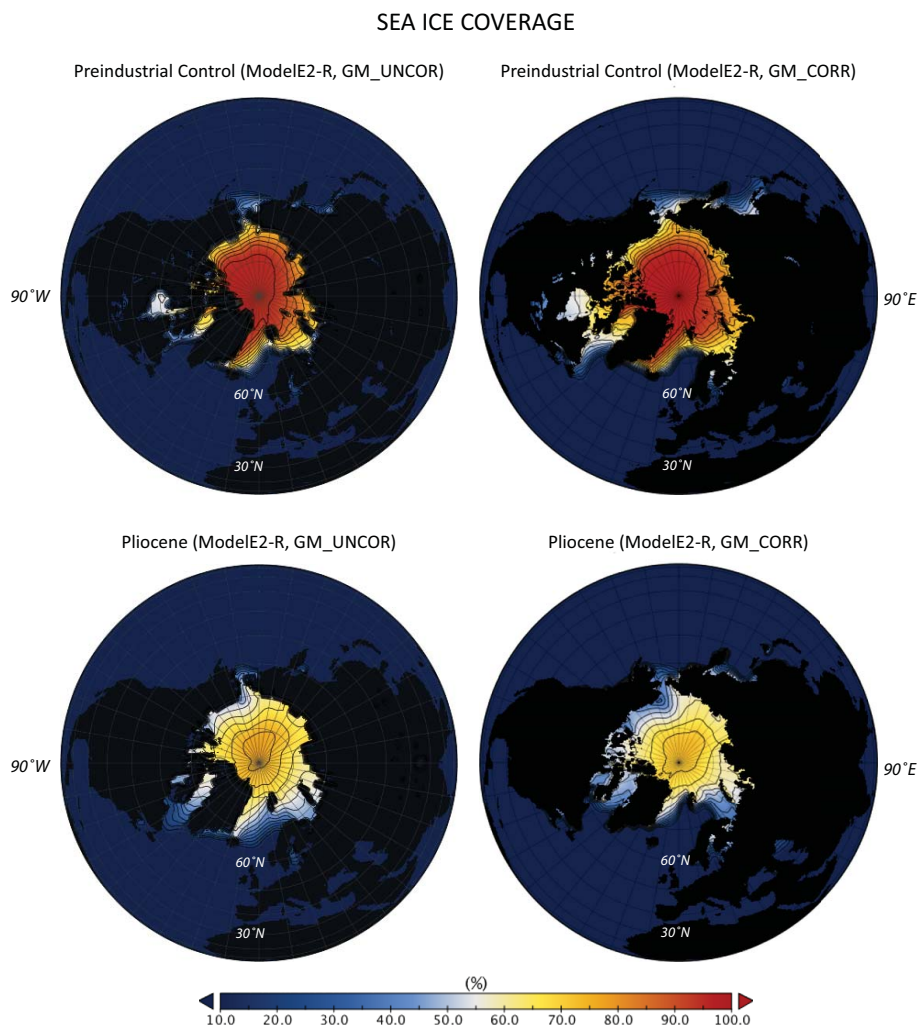 SEA ICE COVERAGE
Preindustrial Control (ModelE2-R, GM_UNCOR)
Preindustrial Control (ModelE2-R, GM_CORR)
90˚W
90˚E
60˚N
60˚N
30˚N
30˚N
Pliocene (ModelE2-R, GM_UNCOR)
Pliocene (ModelE2-R, GM_CORR)
90˚W
90˚E
60˚N
60˚N
30˚N
30˚N
(%)
10.0 20.0 30.0 40.0 50.0 60.0 70.0 80.0 90.0 100.0